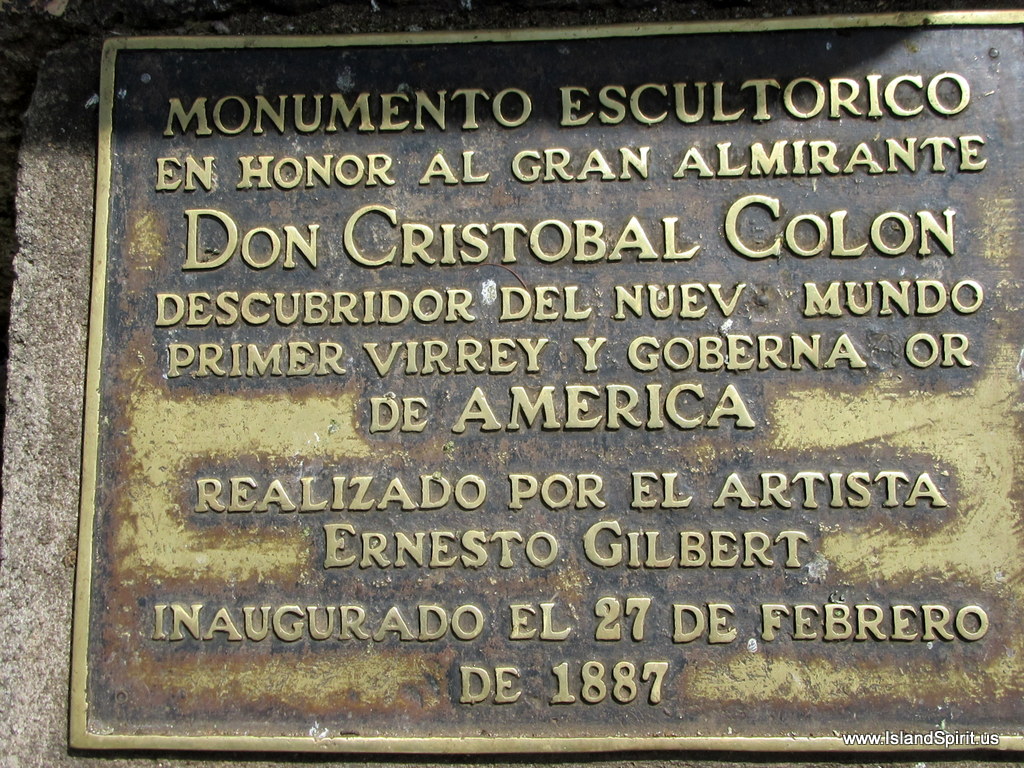 MONUMENTO ESCULTORICO
EN HONOR AL GRAN ALMIRANTE
DON CRISTOBAL COLON
DESCUBRIDOR DEL NUEV MUNDO
PRIMER VIRREY Y GOBERNA OR
DE AMERICA
REALIZADO POR EL ARTISTA
ERNESTO GILBERT
INAUGURADO EL 27 DE FEBRERO
DE 1887
www.IslandSpirit.us